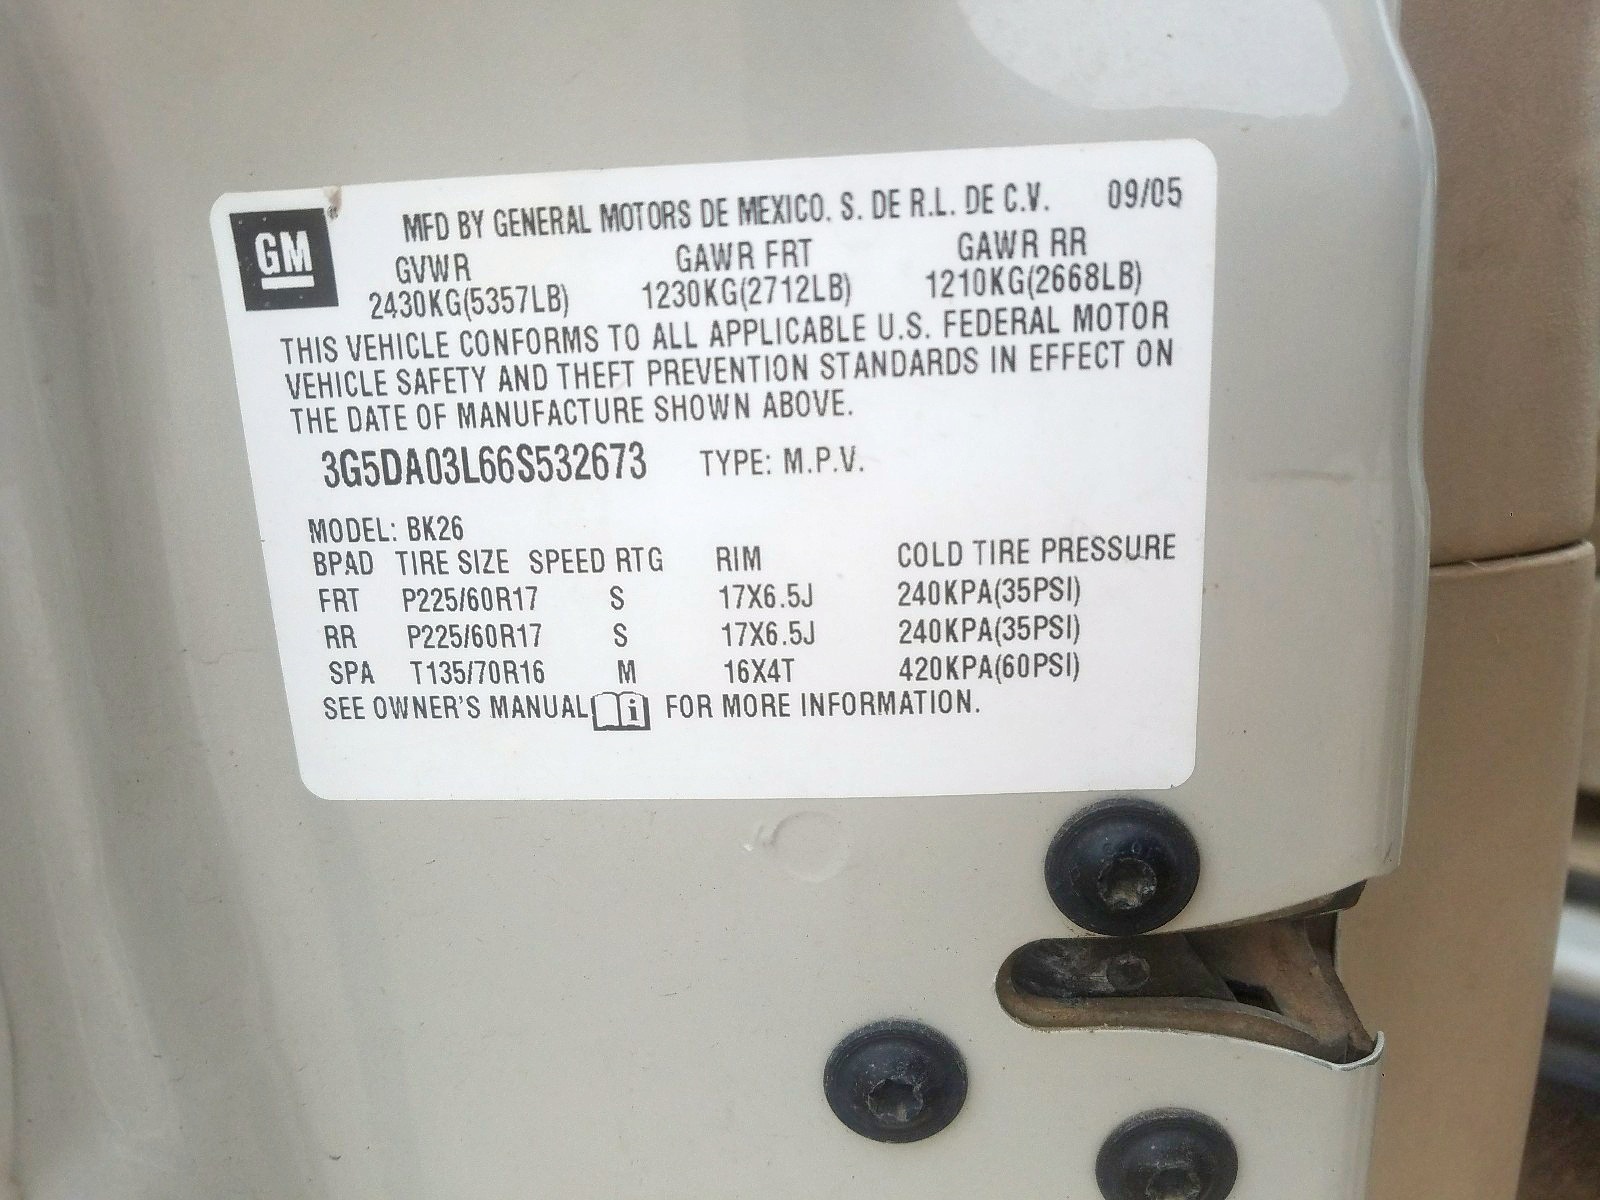 GM
MFD BY GENERAL MOTORS DE MEXICO. S. DE R.L. DE C.V. 09/05
GVWR GAWR FRT GAWR RR
2430KG(5357LB) 1230KG(2712LB) 1210KG(2668LB)
THIS VEHICLE CONFORMS TO ALL APPLICABLE U.S. FEDERAL MOTOR
VEHICLE SAFETY AND THEFT PREVENTION STANDARDS IN EFFECT ON
THE DATE OF MANUFACTURE SHOWN ABOVE.
3G5DA03L66S532673 TYPE: M.P.V.
MODEL: BK26
BPAD TIRE SIZE SPEED RTG RIM COLD TIRE PRESSURE
FRT P225/60R17 S 17X6.5J 240KPA(35PSI)
RR P225/60R17 S 17X6.5J 240KPA(35PSI)
SPA T135/70R16 M 16X4T 420KPA(60PSI)
SEE OWNER'S MANUAL i FOR MORE INFORMATION.